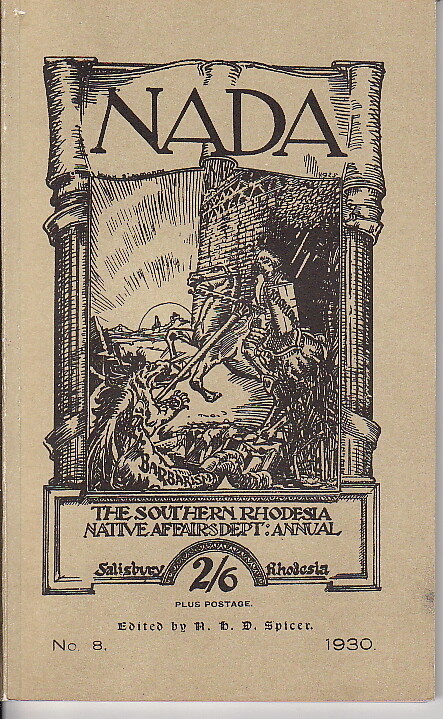 NADA
BARBARISM
THE SOUTHERN RHODESIA
NATIVE AFFAIRS DEPT: ANNUAL
Salisbury 2/6 Rhodesia
PLUS POSTAGE.
Edited by N. H. D. Spicer.
No. 8. 1930.